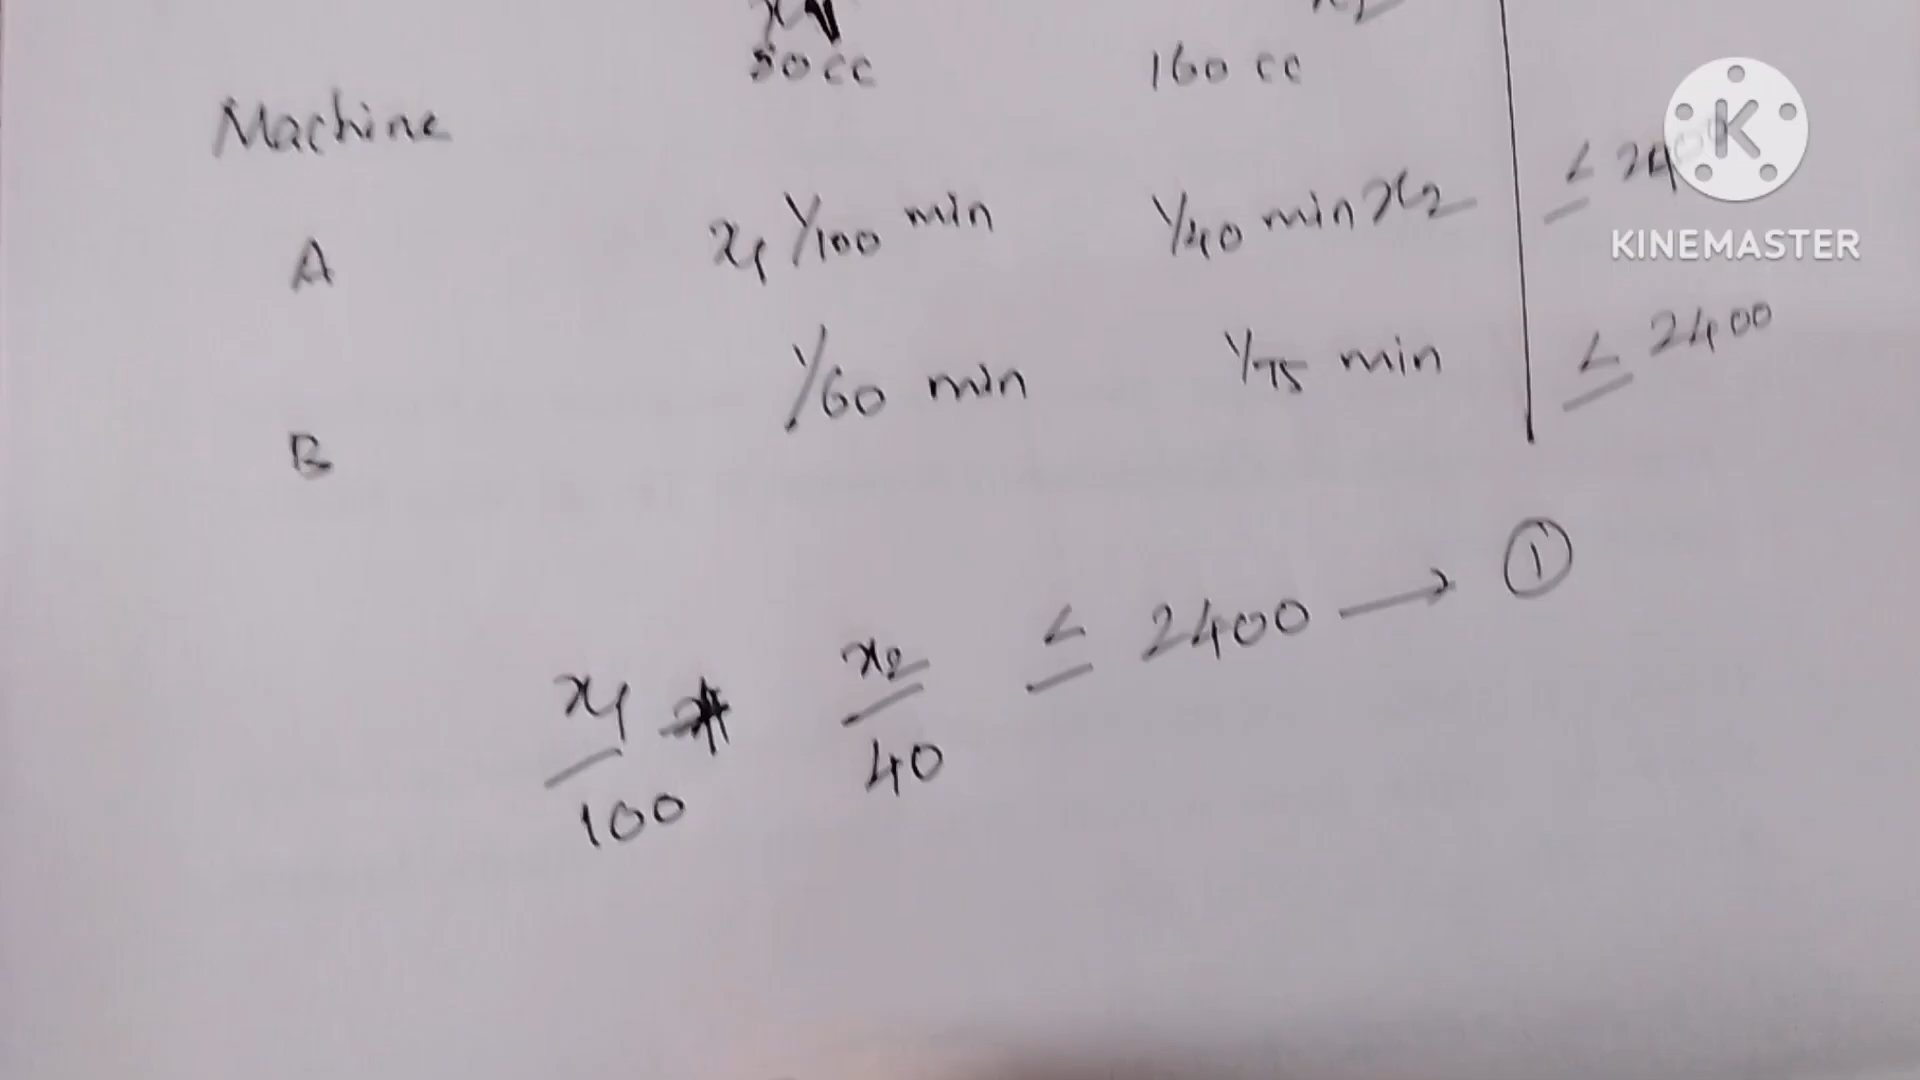 80cc 160 cc
Machine
A x1 1/100 min 1/40 min x2 ≤ 2400
KINEMASTER
B 1/60 min 1/75 min ≤ 2400
x1/100 + x2/40 ≤ 2400 → ①